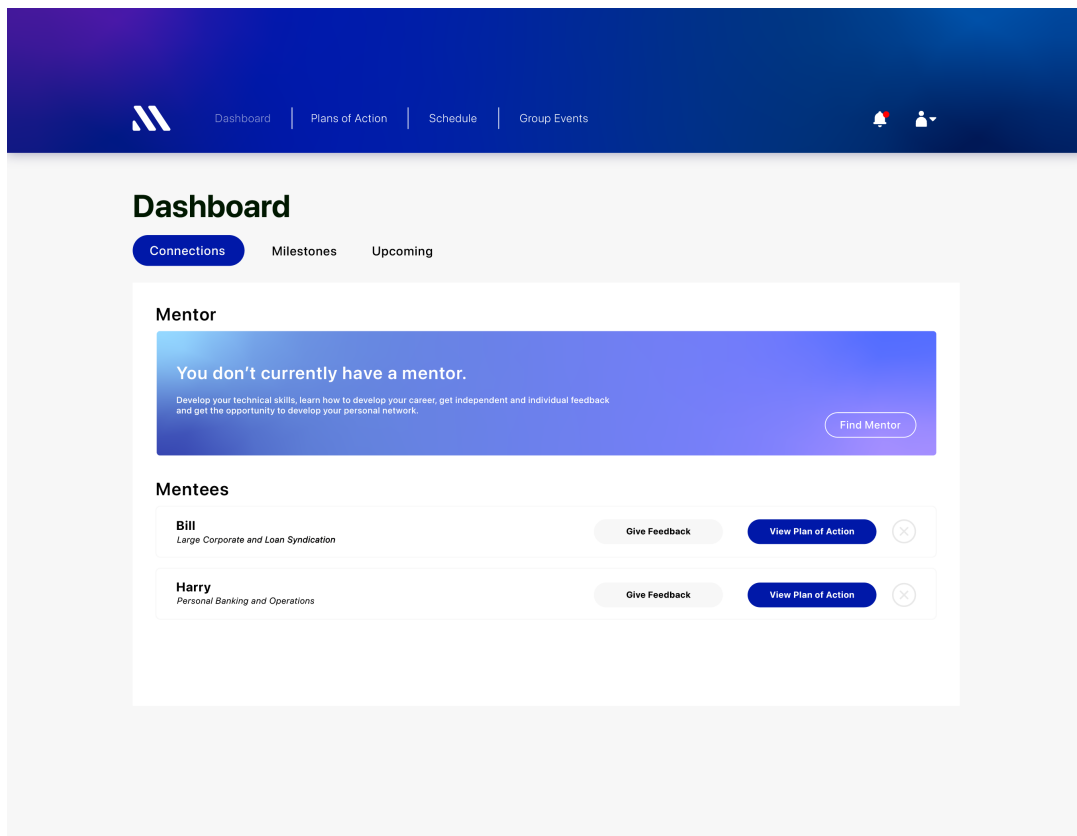 Dashboard
Plans of Action
Schedule
Group Events
Dashboard
Connections
Milestones
Upcoming
Mentor
You don't currently have a mentor.
Develop your technical skills, learn how to develop your career, get independent and individual feedback
and get the opportunity to develop your personal network.
Find Mentor
Mentees
Bill
Large Corporate and Loan Syndication
Give Feedback
View Plan of Action
Harry
Personal Banking and Operations
Give Feedback
View Plan of Action